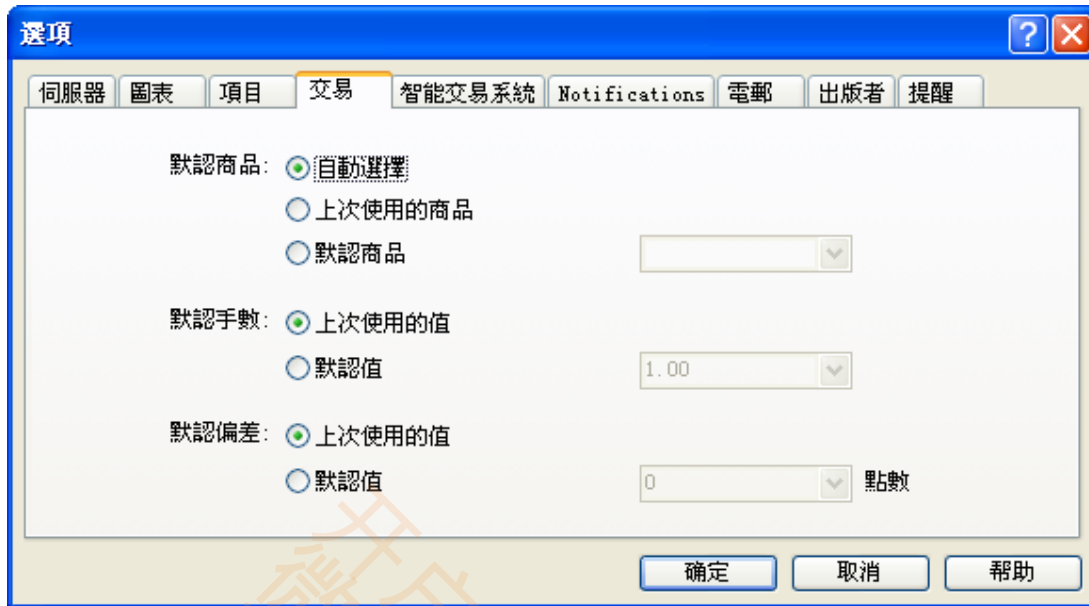 選項
伺服器 圖表 項目 交易 智能交易系統 Notifications 電郵 出版者 提醒
默認商品: 自動選擇
上次使用的商品
默認商品
默認手數: 上次使用的值
默認值 1.00
默認偏差: 上次使用的值
默認值 0 點數
开户
微
确定 取消 帮助